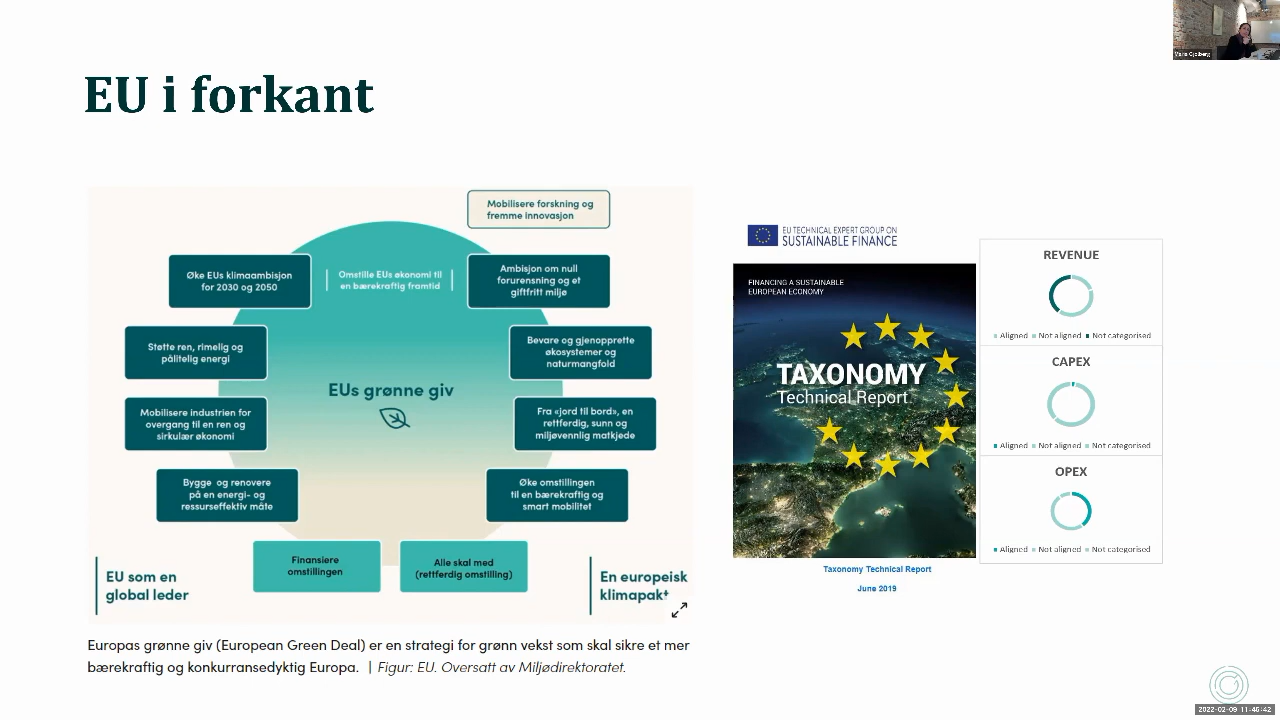 EU i forkant
Mobilisere forskning og
fremme innovasjon
Øke EUs klimaambisjon
for 2030 og 2050
Omstille EUs økonomi til
en bærekraftig framtid
Ambisjon om null
forurensning og et
giftfritt miljø
Støtte ren, rimelig og
pålitelig energi
Bevare og gjenopprette
økosystemer og
naturmangfold
EUs grønne giv
Mobilisere industrien for
overgang til en ren og
sirkulær økonomi
Fra «jord til bord», en
rettferdig, sunn og
miljøvennlig matkjede
Bygge og renovere
på en energi- og
ressurseffektiv måte
Øke omstillingen
til en bærekraftig og
smart mobilitet
Finansiere
omstillingen
Alle skal med
(rettferdig omstilling)
EU som en
global leder
En europeisk
klimapakt
Europas grønne giv (European Green Deal) er en strategi for grønn vekst som skal sikre et mer
bærekraftig og konkurransedyktig Europa. | Figur: EU. Oversatt av Miljødirektoratet.
EU TECHNICAL EXPERT GROUP ON
SUSTAINABLE FINANCE
FINANCING A SUSTAINABLE
EUROPEAN ECONOMY
TAXONOMY
Technical Report
Taxonomy Technical Report
June 2019
REVENUE
Aligned Not aligned Not categorised
CAPEX
Aligned Not aligned Not categorised
OPEX
Aligned Not aligned Not categorised
2022-02-09 11:46:42